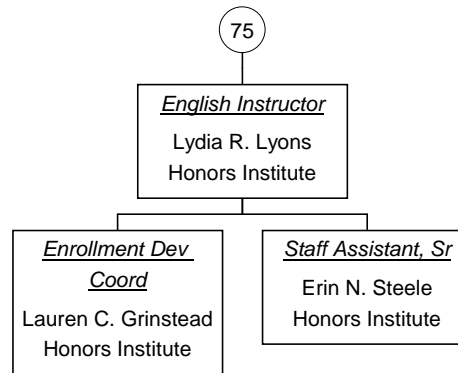 75
English Instructor
Lydia R. Lyons
Honors Institute
Enrollment Dev
Coord
Lauren C. Grinstead
Honors Institute
Staff Assistant, Sr
Erin N. Steele
Honors Institute